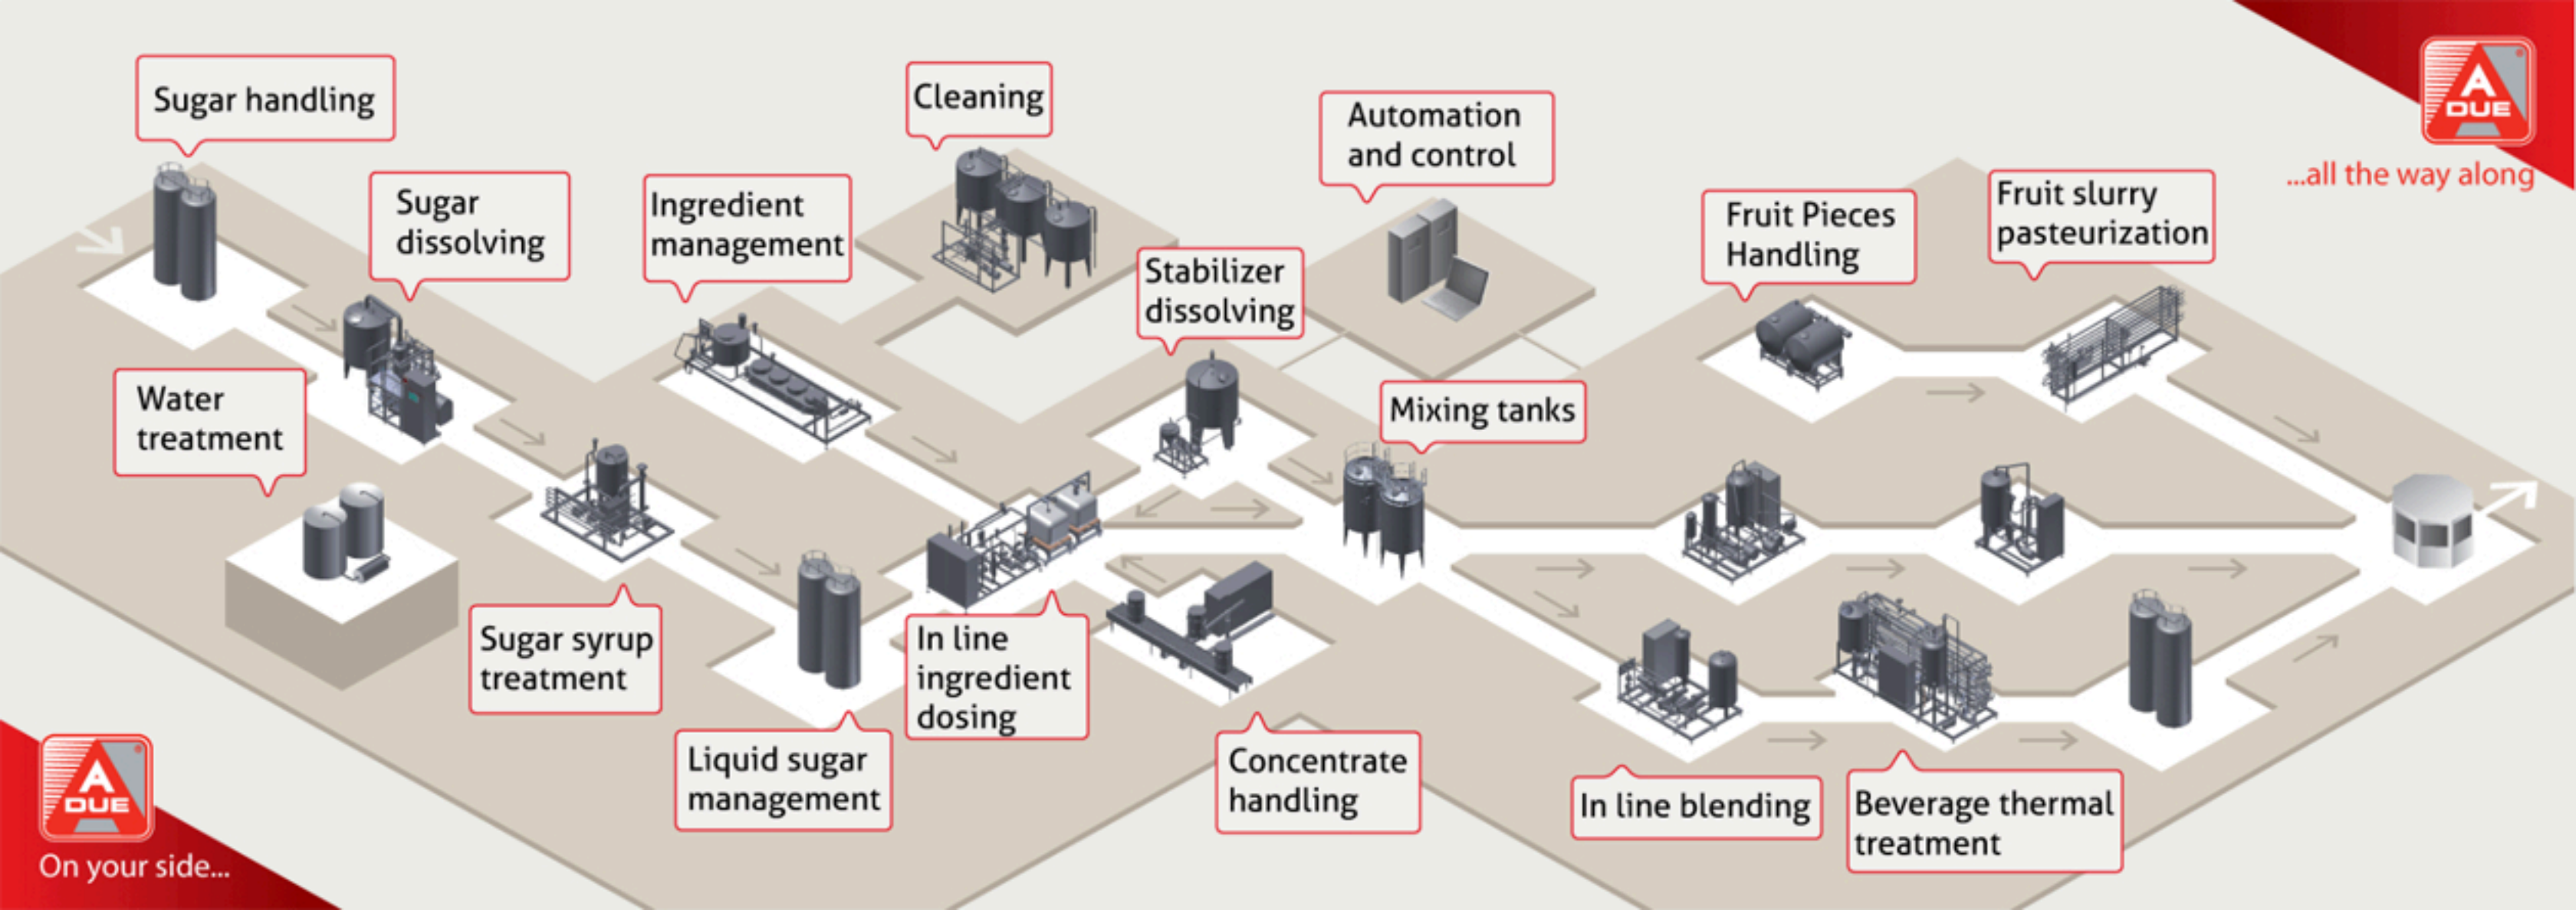 Sugar handling
Cleaning
Automation
and control
A
DUE
...all the way along
Sugar
dissolving
Ingredient
management
Stabilizer
dissolving
Fruit Pieces
Handling
Fruit slurry
pasteurization
Water
treatment
Mixing tanks
Sugar syrup
treatment
In line
ingredient
dosing
Liquid sugar
management
Concentrate
handling
In line blending
Beverage thermal
treatment
A
DUE
On your side...